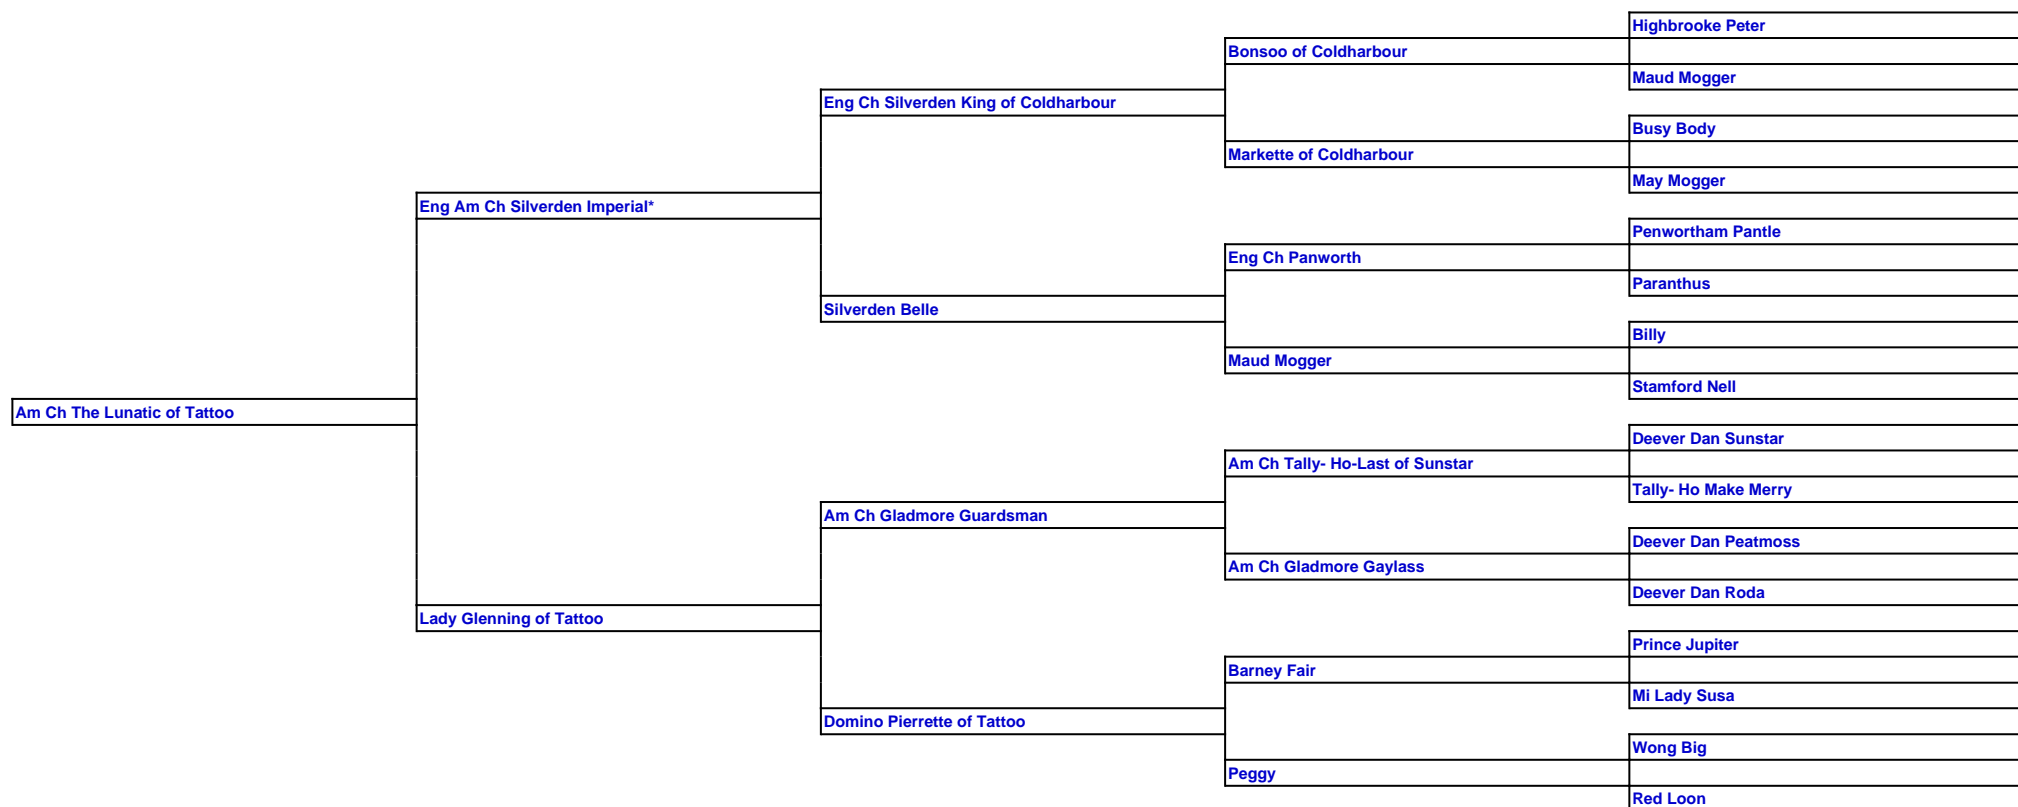 Highbrooke Peter
Bonsoo of Coldharbour
Maud Mogger
Eng Ch Silverden King of Coldharbour
Busy Body
Markette of Coldharbour
May Mogger
Eng Am Ch Silverden Imperial*
Penwortham Pantle
Eng Ch Panworth
Paranthus
Silverden Belle
Billy
Maud Mogger
Stamford Nell
Am Ch The Lunatic of Tattoo
Deever Dan Sunstar
Am Ch Tally- Ho-Last of Sunstar
Tally- Ho Make Merry
Am Ch Gladmore Guardsman
Deever Dan Peatmoss
Am Ch Gladmore Gaylass
Deever Dan Roda
Lady Glenning of Tattoo
Prince Jupiter
Barney Fair
Mi Lady Susa
Domino Pierrette of Tattoo
Wong Big
Peggy
Red Loon